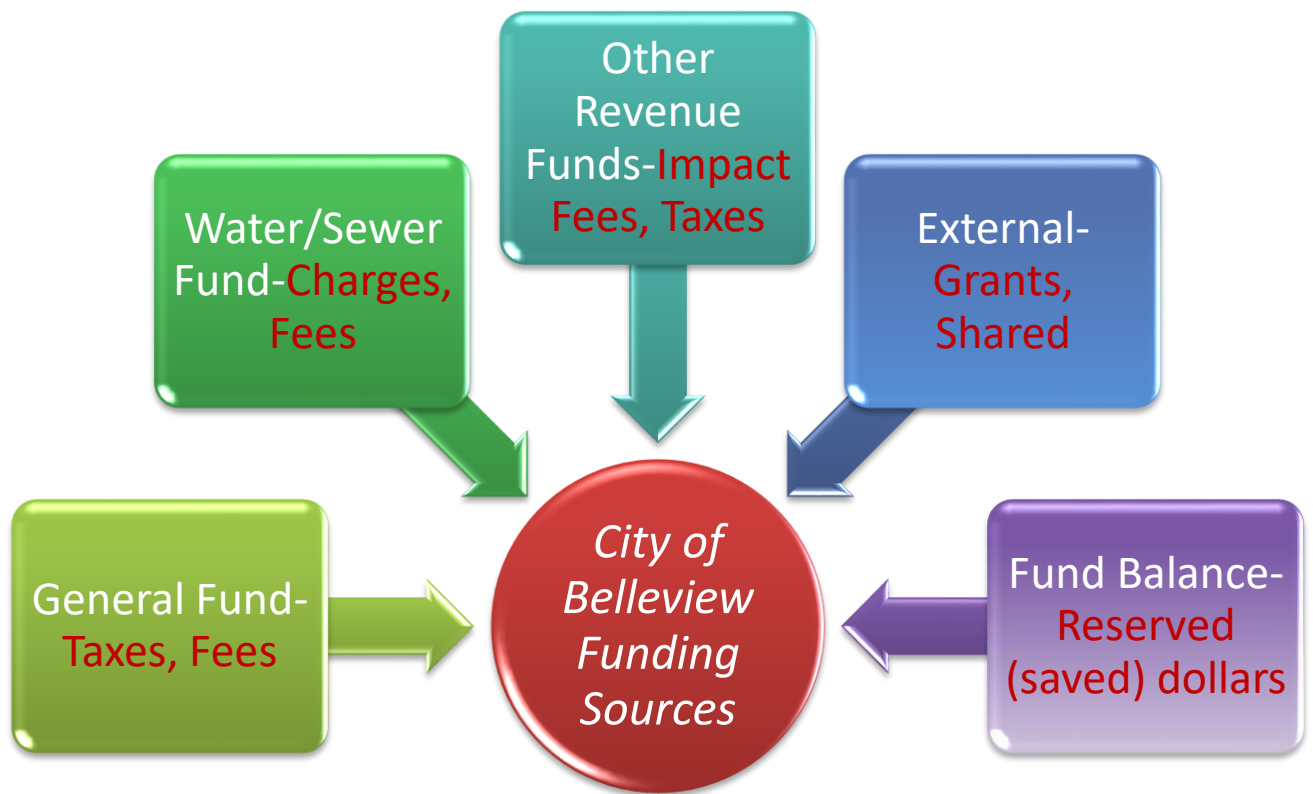 General Fund-
Taxes, Fees
Water/Sewer
Fund-Charges,
Fees
Other
Revenue
Funds-Impact
Fees, Taxes
External-
Grants,
Shared
Fund Balance-
Reserved
(saved) dollars
City of
Belleview
Funding
Sources